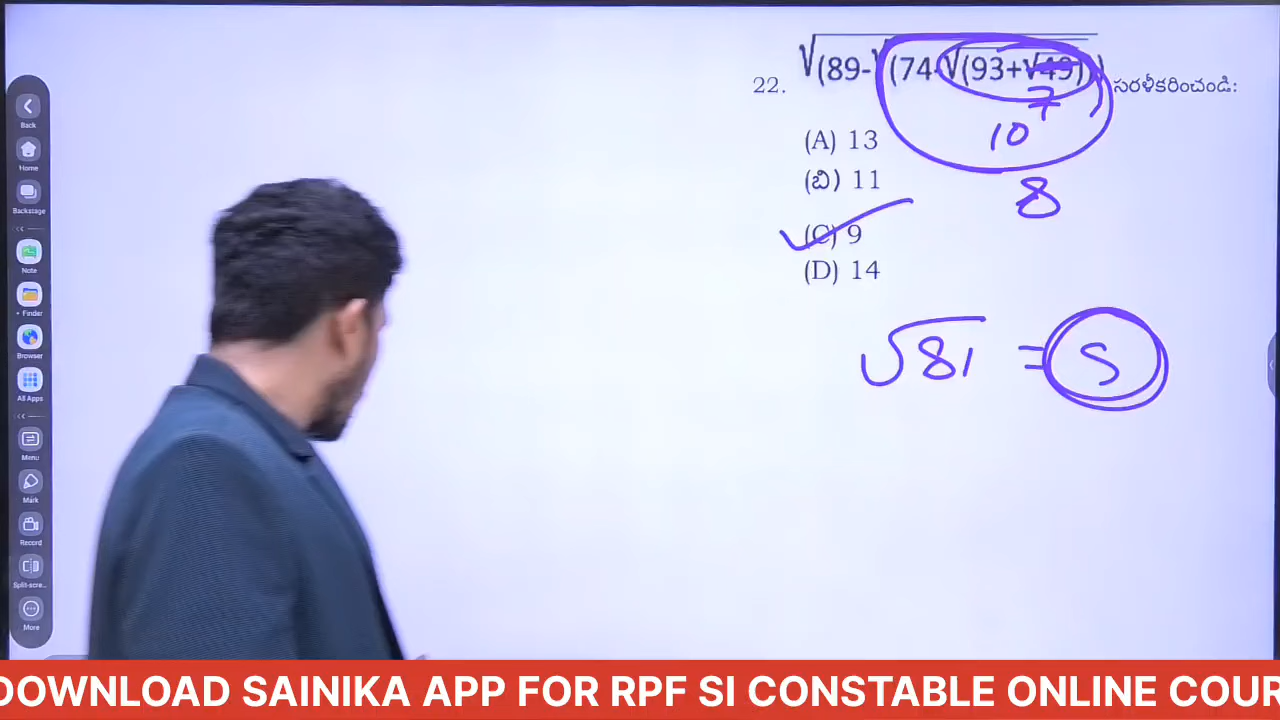 √(89-√(74-√(93+√49)))
22. సరళీకరించండి:
7
10
(A) 13
(బి) 11
8
(C) 9
(D) 14
√81 = 9
Back
Home
Backstage
Note
Finder
Browser
All Apps
Menu
Mark
Record
Split-scre..
More
DOWNLOAD SAINIKA APP FOR RPF SI CONSTABLE ONLINE COUR